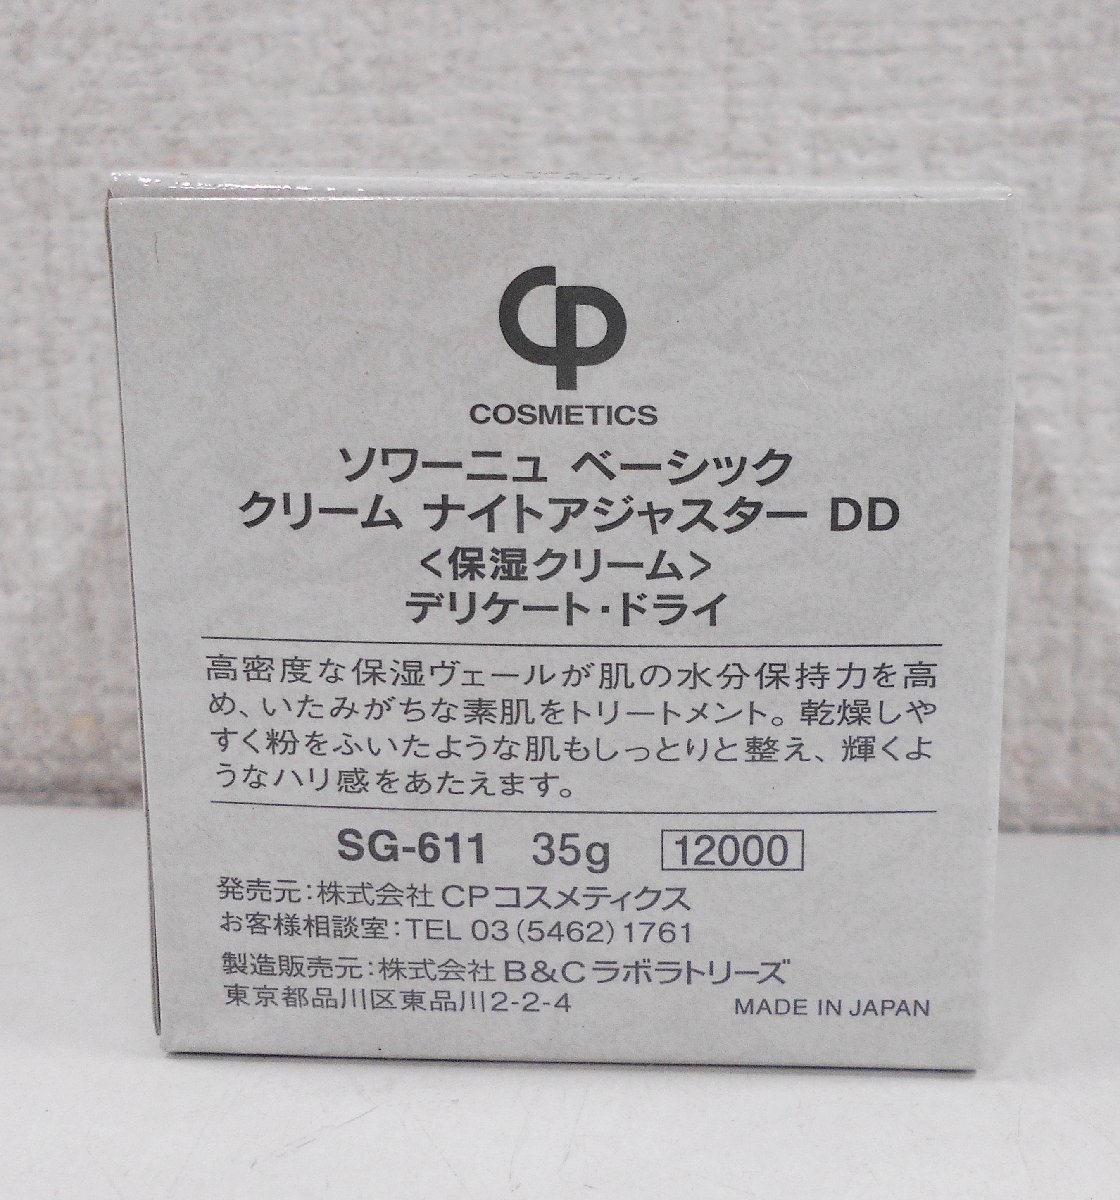 CP
COSMETICS
ソワーニュ ベーシック
クリーム ナイトアジャスター DD
<保湿クリーム>
デリケート・ドライ
高密度な保湿ヴェールが肌の水分保持力を高
め、いたみがちな素肌をトリートメント。乾燥しや
すく粉をふいたような肌もしっとりと整え、輝くよ
うなハリ感をあたえます。
SG-611 35g 12000
発売元:株式会社CPコスメティクス
お客様相談室:TEL 03(5462)1761
製造販売元:株式会社B&Cラボラトリーズ
東京都品川区東品川2-2-4 MADE IN JAPAN